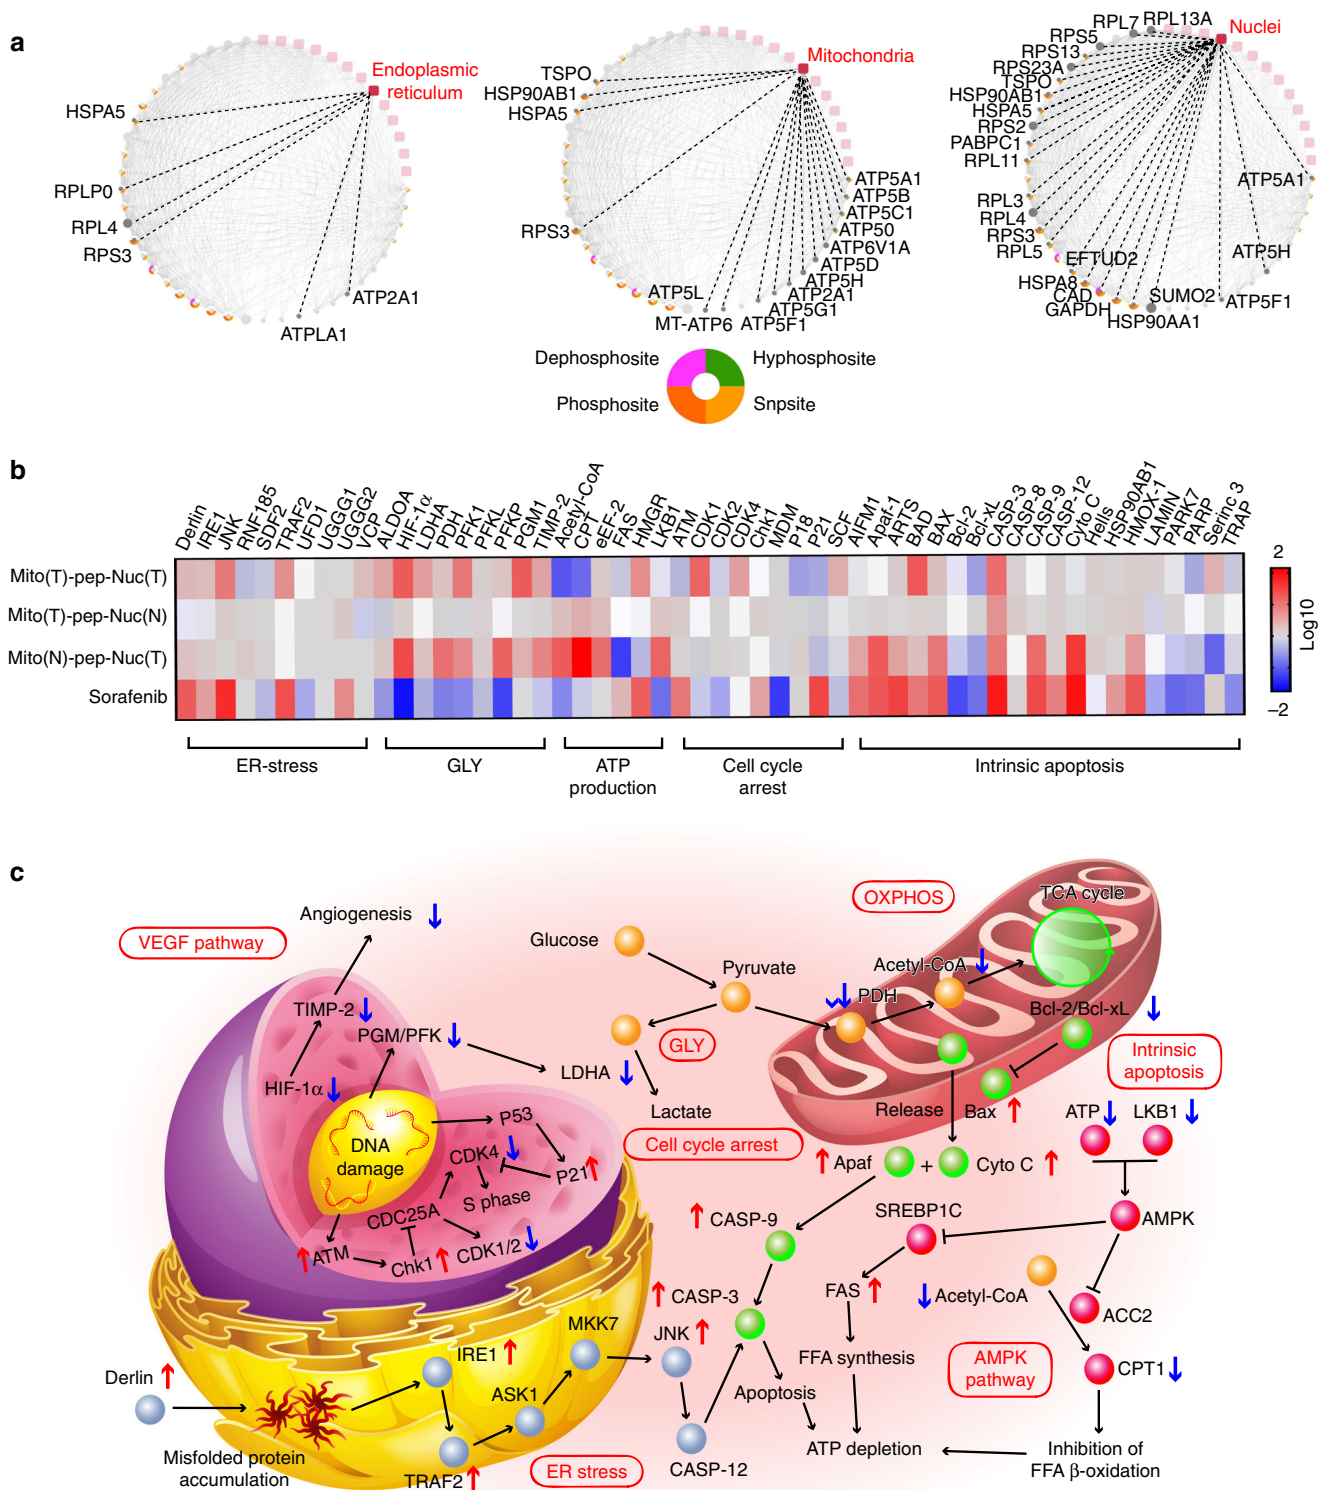 a
Endoplasmic
reticulum
HSPA5
RPLP0
RPL4
RPS3
ATP2A1
ATPLA1
Mitochondria
TSPO
HSP90AB1
HSPA5
RPS3
ATP5A1
ATP5B
ATP5C1
ATP50
ATP6V1A
ATP5D
ATP5H
ATP2A1
ATP5G1
ATP5F1
ATP5L
MT-ATP6
Nuclei
RPL7
RPL13A
RPS5
RPS13
RPS23A
TSPO
HSP90AB1
HSPA5
RPS2
PABPC1
RPL11
RPL3
RPL4
RPS3
RPL5
EFTUD2
HSPA8
CAD
GAPDH
HSP90AA1
SUMO2
ATP5F1
ATP5H
ATP5A1
Dephosphosite
Hyphosphosite
Phosphosite
Snpsite
b
Derlin
IRE1
JNK
RNF185
SDF2
TRAF2
UFD1
UGGG1
UGGG2
VCP
ALDOA
HIF-1α
LDHA
PDH
PFK1
PFKL
PFKP
PGM1
TIMP-2
Acetyl-CoA
CPT
eEF-2
FAS
HMGR
LKB1
ATM
CDK1
CDK2
CDK4
Chk1
MDM
P18
P21
SCF
AIFM1
Apaf-1
ARTS
BAD
BAX
Bcl-2
Bcl-xL
CASP-3
CASP-8
CASP-9
CASP-12
Cyto C
Helis
HSP90AB1
HMOX-1
LAMIN
PARK7
PARP
Serinc 3
TRAP
Mito(T)-pep-Nuc(T)
Mito(T)-pep-Nuc(N)
Mito(N)-pep-Nuc(T)
Sorafenib
2
Log10
−2
ER-stress
GLY
ATP
production
Cell cycle
arrest
Intrinsic apoptosis
c
VEGF pathway
Angiogenesis
TIMP-2
PGM/PFK
HIF-1α
DNA
damage
P53
CDK4
P21
S phase
CDC25A
CDK1/2
ATM
Chk1
Glucose
Pyruvate
GLY
LDHA
Lactate
Cell cycle arrest
OXPHOS
TCA cycle
Acetyl-CoA
PDH
Bcl-2/Bcl-xL
Intrinsic
apoptosis
Release
Bax
ATP
LKB1
Apaf
+
Cyto C
SREBP1C
AMPK
CASP-9
CASP-3
FAS
Acetyl-CoA
ACC2
JNK
MKK7
IRE1
ASK1
Derlin
FFA synthesis
AMPK
pathway
CPT1
Apoptosis
Misfolded protein
accumulation
TRAF2
ER stress
CASP-12
ATP depletion
Inhibition of
FFA β-oxidation